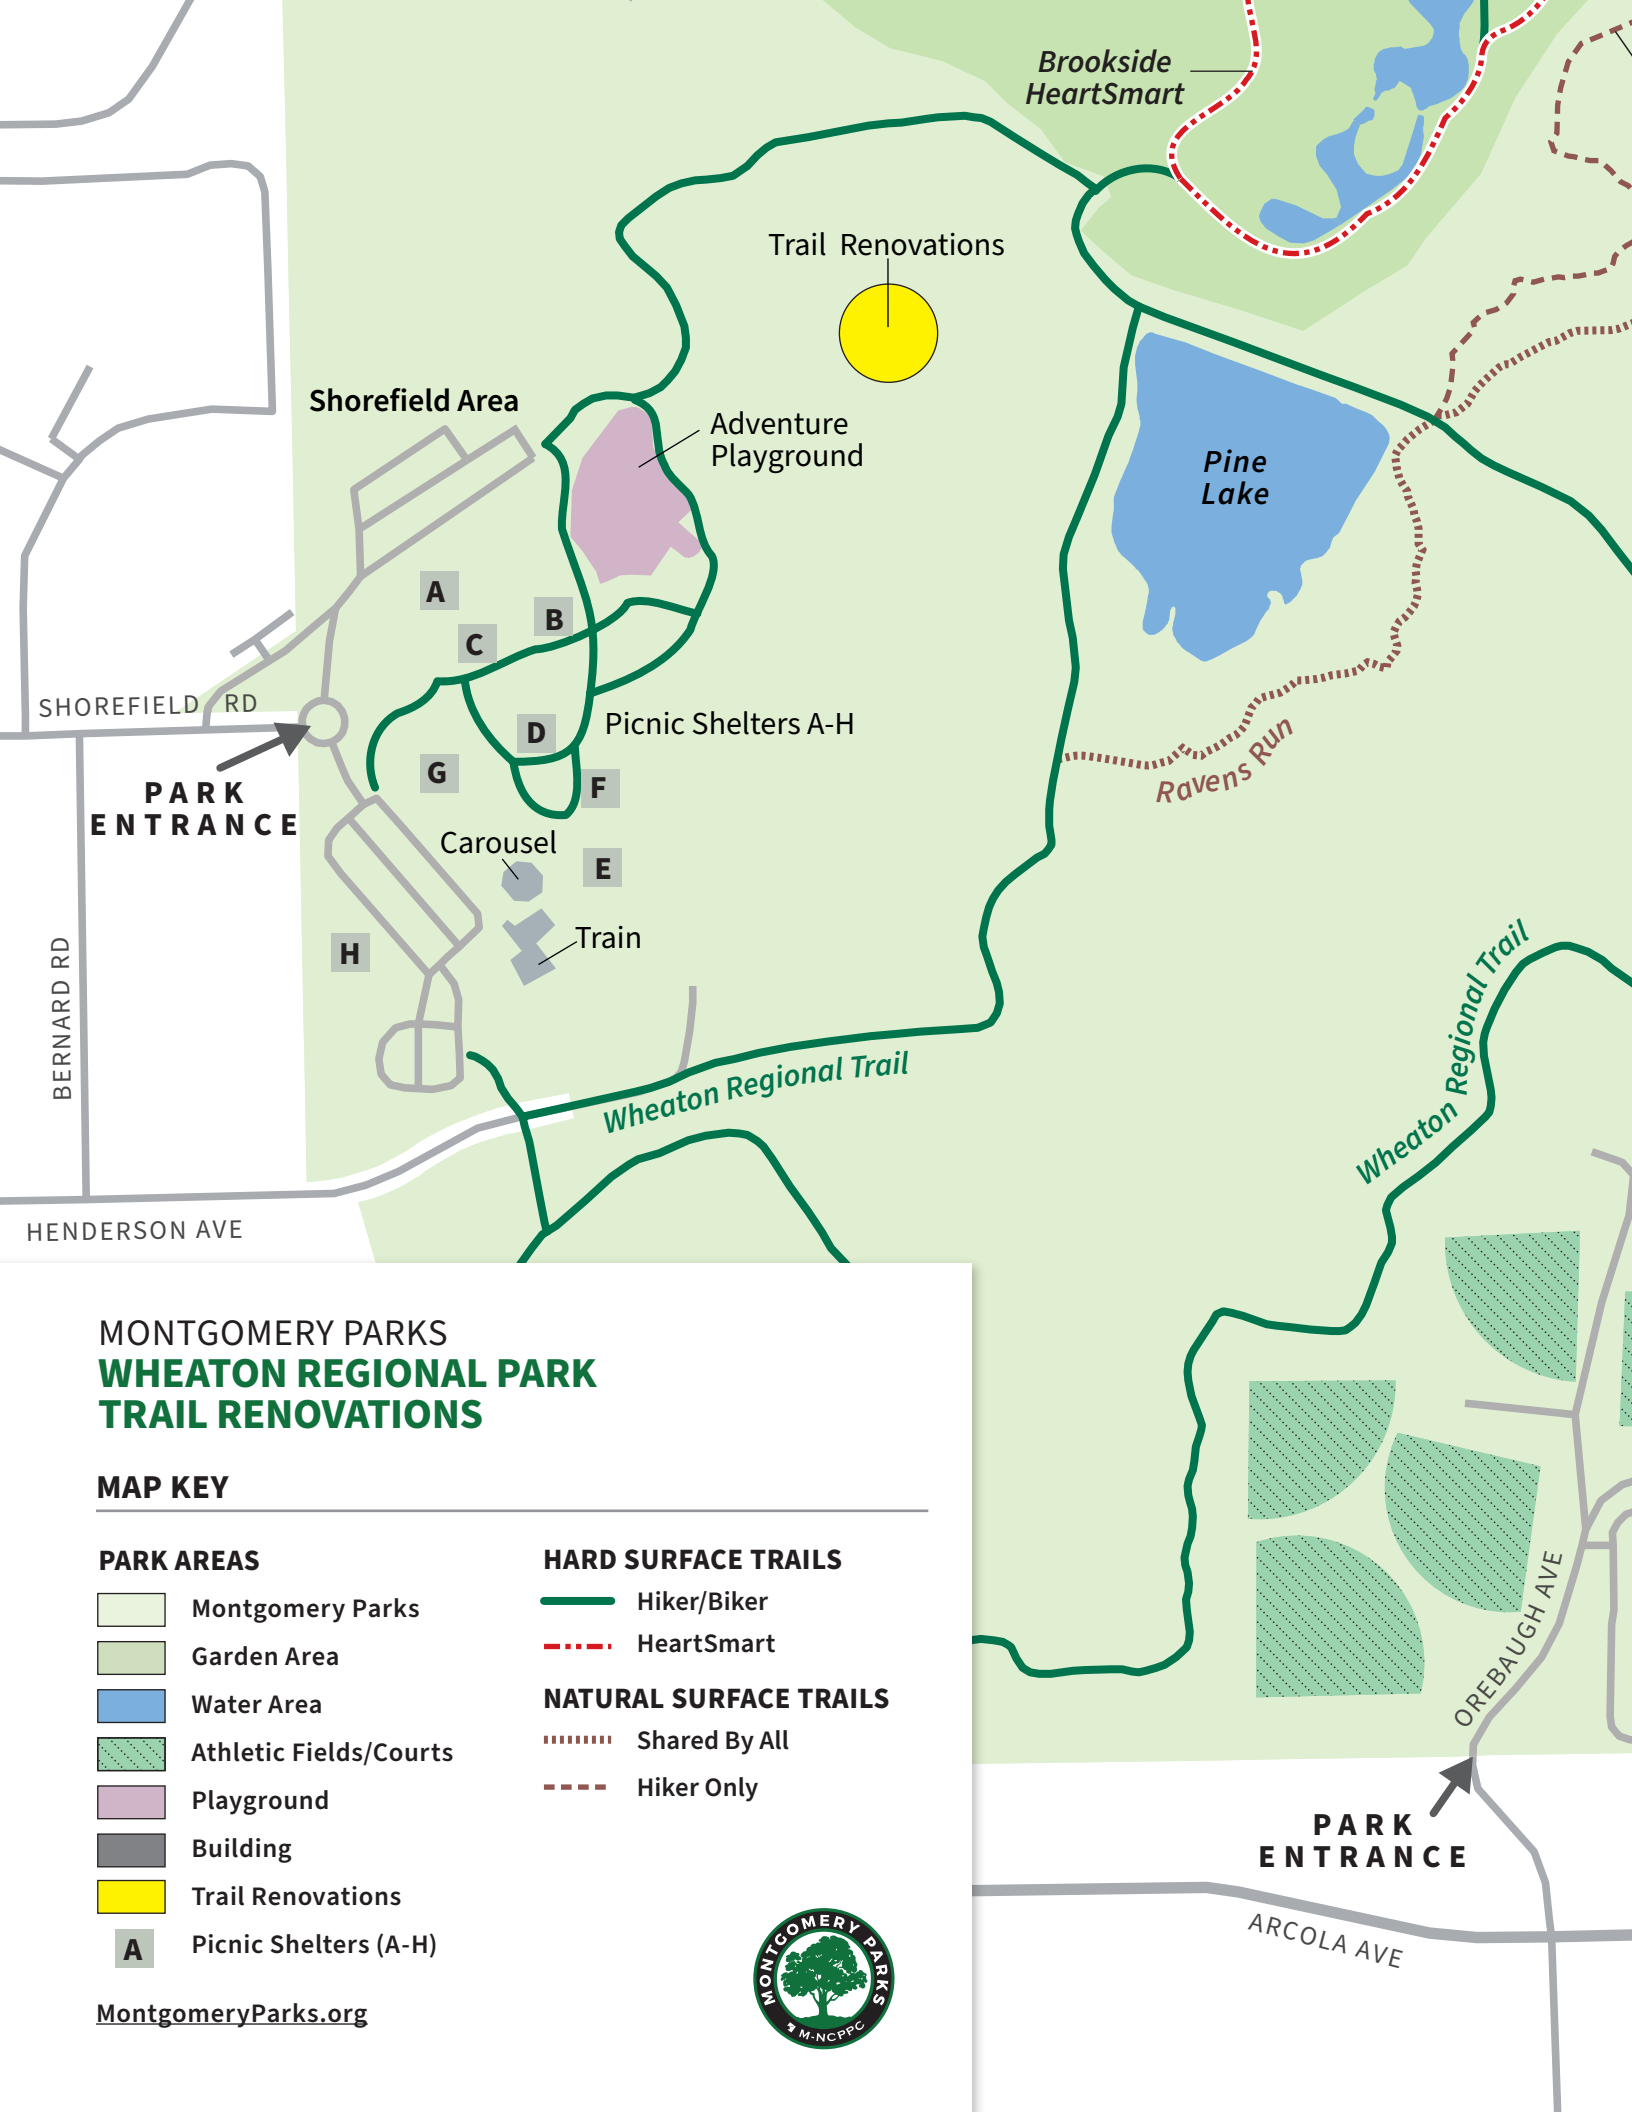 Brookside
HeartSmart
Trail Renovations
Shorefield Area
Adventure
Playground
Pine
Lake
A
B
C
SHOREFIELD RD
D
Picnic Shelters A-H
G
F
Ravens Run
PARK
ENTRANCE
Carousel
E
H
Train
BERNARD RD
Wheaton Regional Trail
Wheaton Regional Trail
HENDERSON AVE
MONTGOMERY PARKS
WHEATON REGIONAL PARK
TRAIL RENOVATIONS
MAP KEY
PARK AREAS
Montgomery Parks
Garden Area
Water Area
Athletic Fields/Courts
Playground
Building
Trail Renovations
A Picnic Shelters (A-H)
HARD SURFACE TRAILS
Hiker/Biker
HeartSmart
NATURAL SURFACE TRAILS
Shared By All
Hiker Only
MontgomeryParks.org
MONTGOMERY PARKS
M-NCPPC
OREBAUGH AVE
PARK
ENTRANCE
ARCOLA AVE